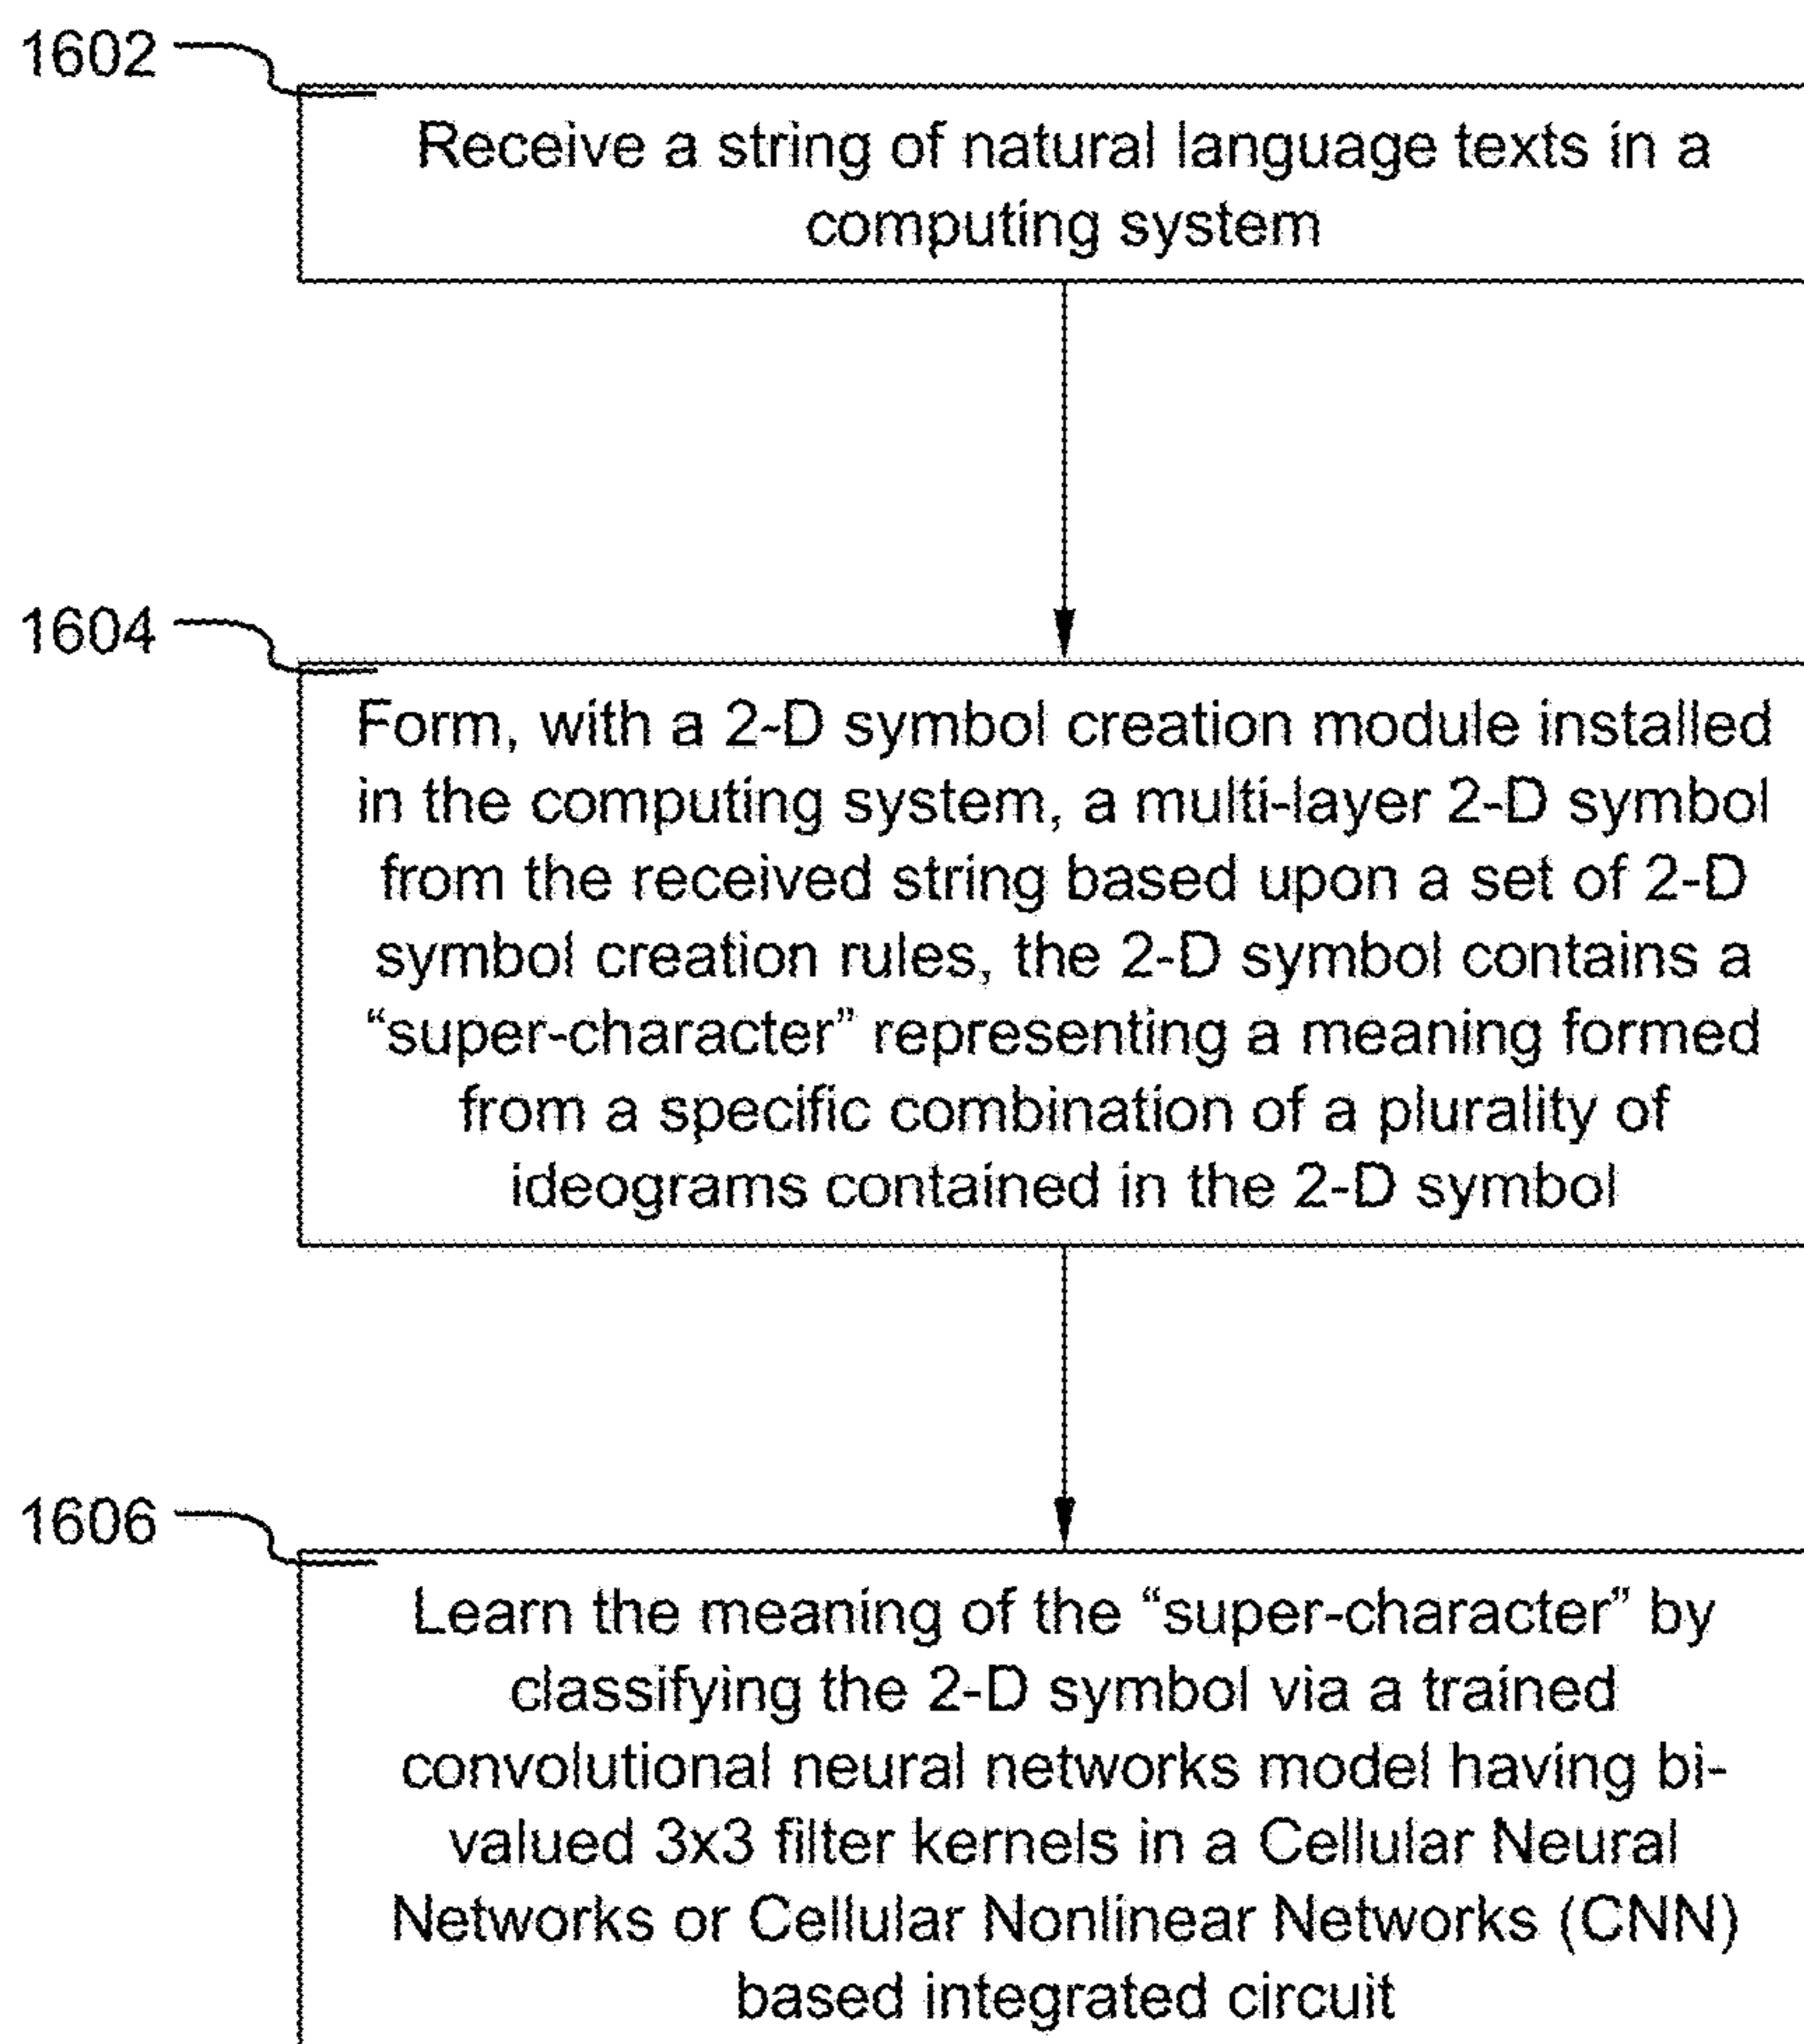 1602
Receive a string of natural language texts in a
computing system
1604
Form, with a 2-D symbol creation module installed
in the computing system, a multi-layer 2-D symbol
from the received string based upon a set of 2-D
symbol creation rules, the 2-D symbol contains a
“super-character” representing a meaning formed
from a specific combination of a plurality of
ideograms contained in the 2-D symbol
1606
Learn the meaning of the “super-character” by
classifying the 2-D symbol via a trained
convolutional neural networks model having bi-
valued 3x3 filter kernels in a Cellular Neural
Networks or Cellular Nonlinear Networks (CNN)
based integrated circuit